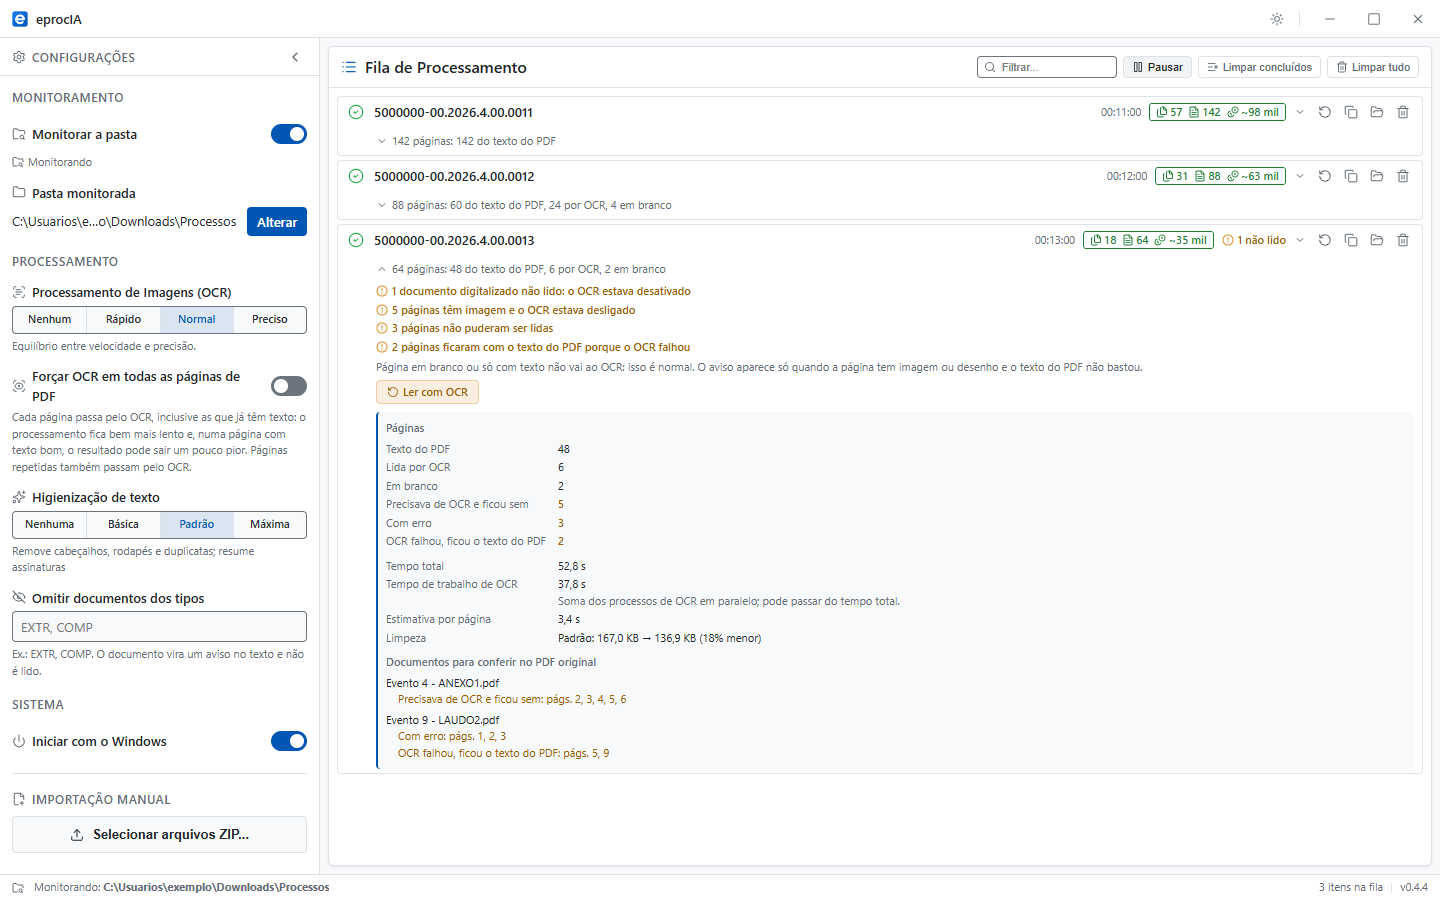 eprocIA
CONFIGURAÇÕES
MONITORAMENTO
Monitorar a pasta
Monitorando
Pasta monitorada
C:\Usuarios\e...o\Downloads\Processos
Alterar
PROCESSAMENTO
Processamento de Imagens (OCR)
Nenhum Rápido Normal Preciso
Equilíbrio entre velocidade e precisão.
Forçar OCR em todas as páginas de
PDF
Cada página passa pelo OCR, inclusive as que já têm texto: o
processamento fica bem mais lento e, numa página com
texto bom, o resultado pode sair um pouco pior. Páginas
repetidas também passam pelo OCR.
Higienização de texto
Nenhuma Básica Padrão Máxima
Remove cabeçalhos, rodapés e duplicatas; resume
assinaturas
Omitir documentos dos tipos
EXTR, COMP
Ex.: EXTR, COMP. O documento vira um aviso no texto e não
é lido.
SISTEMA
Iniciar com o Windows
IMPORTAÇÃO MANUAL
Selecionar arquivos ZIP...
Fila de Processamento
Filtrar...
Pausar
Limpar concluídos
Limpar tudo
5000000-00.2026.4.00.0011
00:11:00 57 142 ~98 mil
142 páginas: 142 do texto do PDF
5000000-00.2026.4.00.0012
00:12:00 31 88 ~63 mil
88 páginas: 60 do texto do PDF, 24 por OCR, 4 em branco
5000000-00.2026.4.00.0013
00:13:00 18 64 ~35 mil 1 não lido
64 páginas: 48 do texto do PDF, 6 por OCR, 2 em branco
1 documento digitalizado não lido: o OCR estava desativado
5 páginas têm imagem e o OCR estava desligado
3 páginas não puderam ser lidas
2 páginas ficaram com o texto do PDF porque o OCR falhou
Página em branco ou só com texto não vai ao OCR: isso é normal. O aviso aparece só quando a página tem imagem ou desenho e o texto do PDF não bastou.
Ler com OCR
Páginas
Texto do PDF 48
Lida por OCR 6
Em branco 2
Precisava de OCR e ficou sem 5
Com erro 3
OCR falhou, ficou o texto do PDF 2
Tempo total 52,8 s
Tempo de trabalho de OCR 37,8 s
Soma dos processos de OCR em paralelo; pode passar do tempo total.
Estimativa por página 3,4 s
Limpeza Padrão: 167,0 KB → 136,9 KB (18% menor)
Documentos para conferir no PDF original
Evento 4 - ANEXO1.pdf
Precisava de OCR e ficou sem: págs. 2, 3, 4, 5, 6
Evento 9 - LAUDO2.pdf
Com erro: págs. 1, 2, 3
OCR falhou, ficou o texto do PDF: págs. 5, 9
Monitorando: C:\Usuarios\exemplo\Downloads\Processos
3 itens na fila v0.4.4